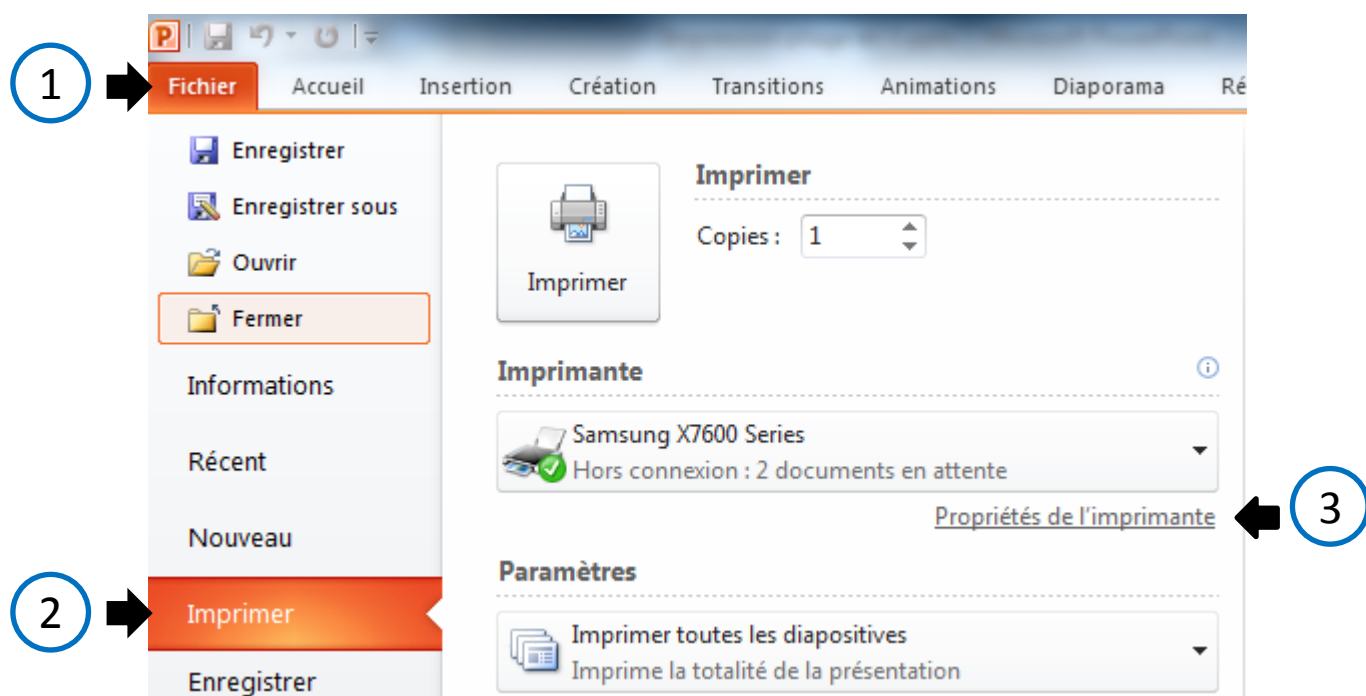 P
1
Fichier Accueil Insertion Création Transitions Animations Diaporama Ré
Enregistrer
Enregistrer sous
Ouvrir
Fermer
Informations
Récent
Nouveau
2
Imprimer
Enregistrer
Imprimer
Imprimer
Copies : 1
Imprimante
Samsung X7600 Series
Hors connexion : 2 documents en attente
Propriétés de l'imprimante
3
Paramètres
Imprimer toutes les diapositives
Imprime la totalité de la présentation